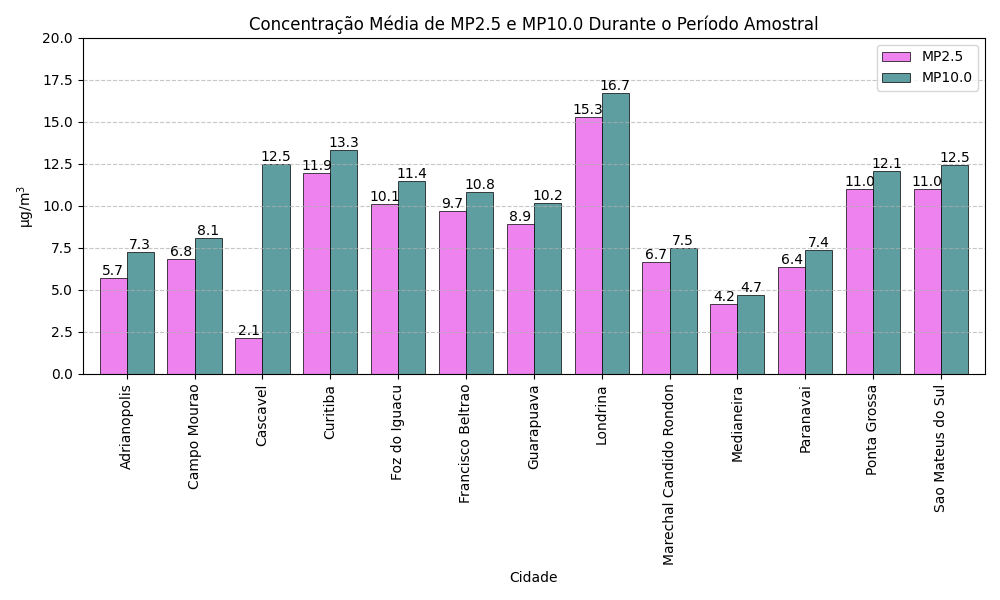 Concentração Média de MP2.5 e MP10.0 Durante o Período Amostral
MP2.5
MP10.0
µg/m³
20.0
17.5
15.0
12.5
10.0
7.5
5.0
2.5
0.0
5.7 7.3
6.8 8.1
2.1 12.5
11.9 13.3
10.1 11.4
9.7 10.8
8.9 10.2
15.3 16.7
6.7 7.5
4.2 4.7
6.4 7.4
11.0 12.1
11.0 12.5
Adrianopolis
Campo Mourao
Cascavel
Curitiba
Foz do Iguacu
Francisco Beltrao
Guarapuava
Londrina
Marechal Candido Rondon
Medianeira
Paranavai
Ponta Grossa
Sao Mateus do Sul
Cidade